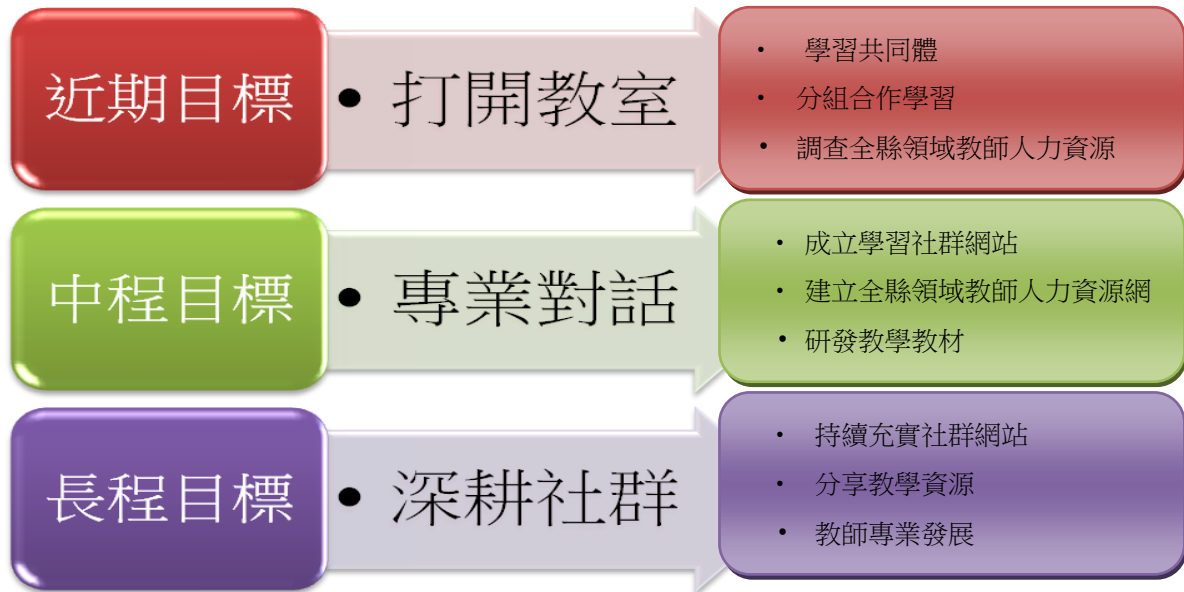 近期目標
• 打開教室
• 學習共同體
• 分組合作學習
• 調查全縣領域教師人力資源
中程目標
• 專業對話
• 成立學習社群網站
• 建立全縣領域教師人力資源網
• 研發教學教材
長程目標
• 深耕社群
• 持續充實社群網站
• 分享教學資源
• 教師專業發展